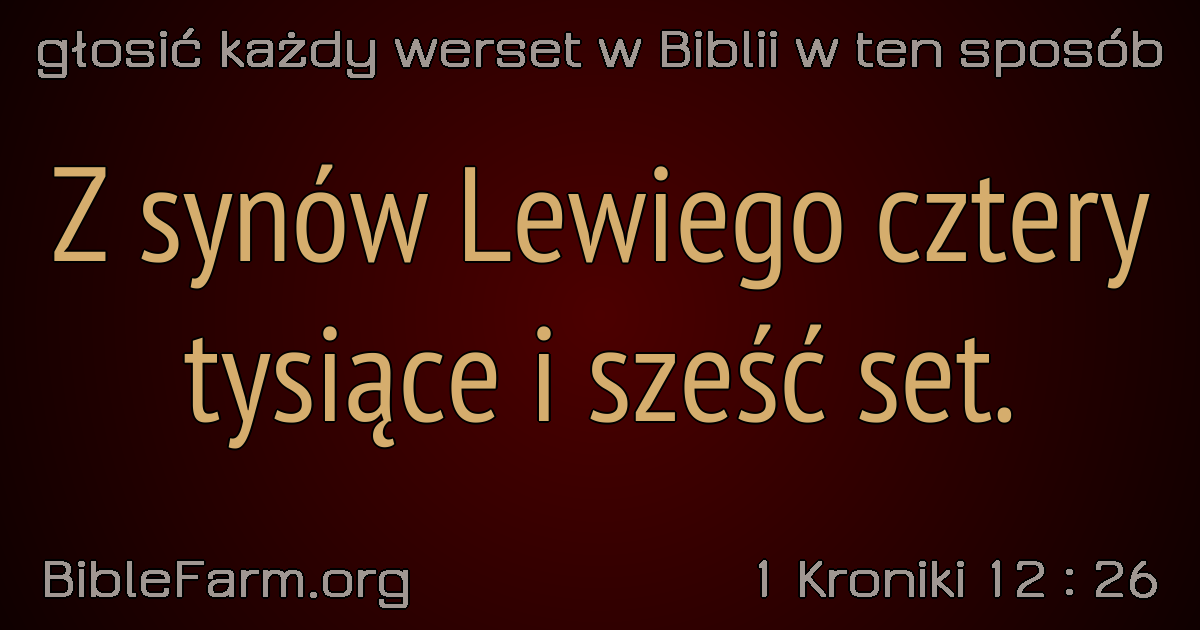 głosić każdy werset w Biblii w ten sposób
Z synów Lewiego cztery
tysiące i sześć set.
BibleFarm.org
1 Kroniki 12 : 26